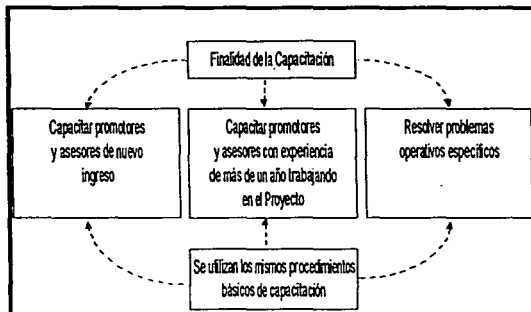 Finalidad de la Capacitación
Capacitar promotores
y asesores de nuevo
ingreso
Capacitar promotores
y asesores con experiencia
de más de un año trabajando
en el Proyecto
Resolver problemas
operativos específicos
Se utilizan los mismos procedimientos
básicos de capacitación